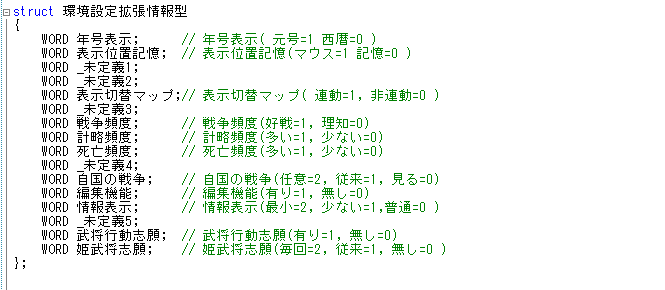 struct 環境設定拡張情報型
{
WORD 年号表示; // 年号表示( 元号=1 西暦=0 )
WORD 表示位置記憶; // 表示位置記憶(マウス=1 記憶=0 )
WORD _未定義1;
WORD _未定義2;
WORD 表示切替マップ;// 表示切替マップ( 連動=1, 非連動=0 )
WORD _未定義3;
WORD 戦争頻度; // 戦争頻度(好戦=1, 理知=0)
WORD 計略頻度; // 計略頻度(多い=1, 少ない=0)
WORD 死亡頻度; // 死亡頻度(多い=1, 少ない=0)
WORD _未定義4;
WORD 自国の戦争; // 自国の戦争(任意=2, 従来=1, 見る=0)
WORD 編集機能; // 編集機能(有り=1, 無し=0)
WORD 情報表示; // 情報表示(最小=2, 少ない=1,普通=0 )
WORD _未定義5;
WORD 武将行動志願; // 武将行動志願(有り=1, 無し=0)
WORD 姫武将志願; // 姫武将志願(毎回=2, 従来=1, 無し=0 )
};